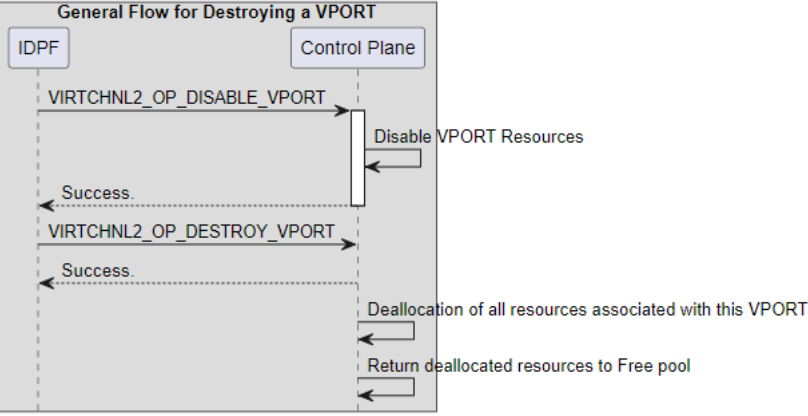 General Flow for Destroying a VPORT
IDPF
Control Plane
VIRTCHNL2_OP_DISABLE_VPORT
Disable VPORT Resources
Success.
VIRTCHNL2_OP_DESTROY_VPORT
Success.
Deallocation of all resources associated with this VPORT
Return deallocated resources to Free pool